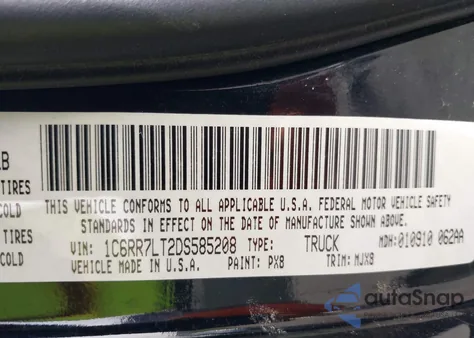 LB
TIRES
COLD
TIRES
COLD
THIS VEHICLE CONFORMS TO ALL APPLICABLE U.S.A. FEDERAL MOTOR VEHICLE SAFETY
STANDARDS IN EFFECT ON THE DATE OF MANUFACTURE SHOWN ABOVE.
VIN: 1C6RR7LT2DS585208 TYPE: TRUCK MDH:010910 062AA
VEHICLE MADE IN U.S.A. PAINT: PX8 TRIM: MJX8
autoSnap